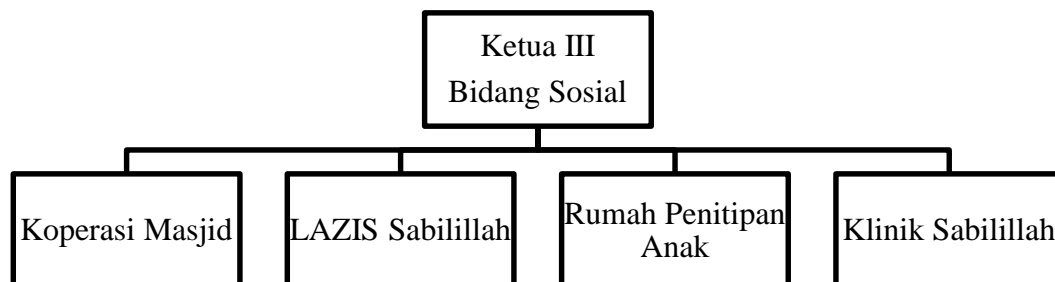 Ketua III
Bidang Sosial
Koperasi Masjid
LAZIS Sabilillah
Rumah Penitipan
Anak
Klinik Sabilillah